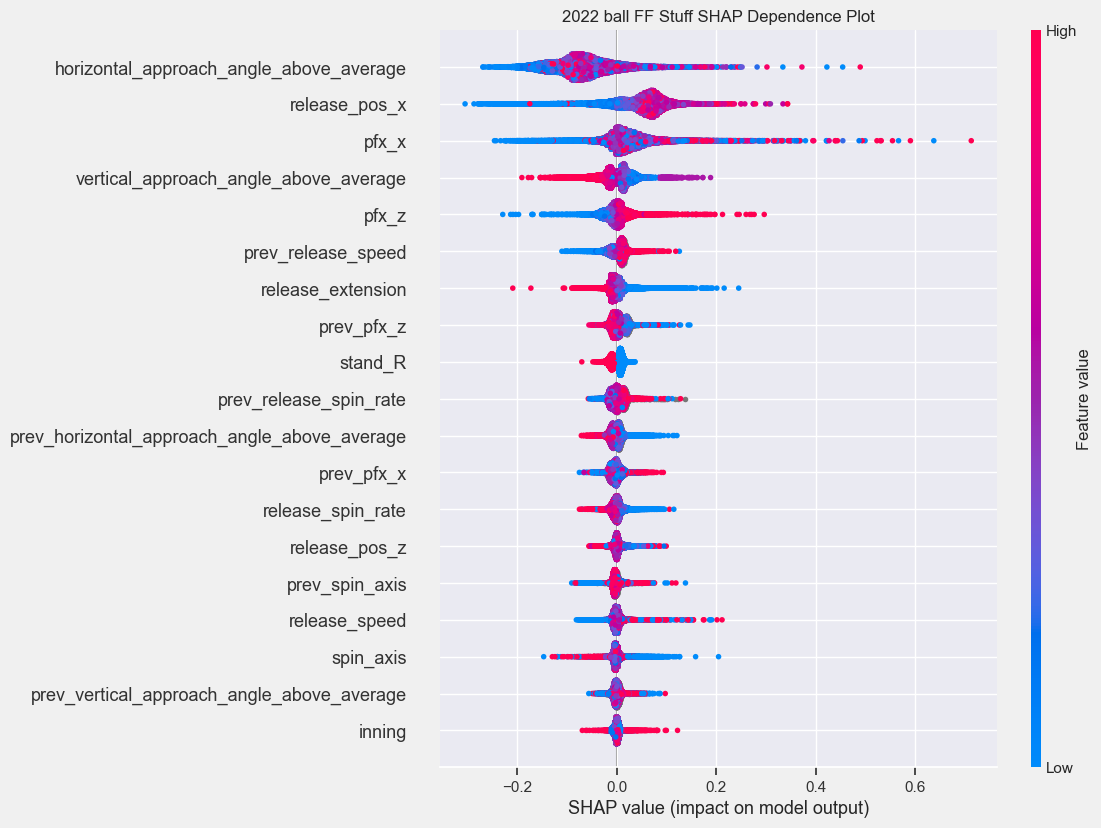 2022 ball FF Stuff SHAP Dependence Plot
High
horizontal_approach_angle_above_average
release_pos_x
pfx_x
vertical_approach_angle_above_average
pfx_z
prev_release_speed
release_extension
prev_pfx_z
stand_R
prev_release_spin_rate
prev_horizontal_approach_angle_above_average
prev_pfx_x
release_spin_rate
release_pos_z
prev_spin_axis
release_speed
spin_axis
prev_vertical_approach_angle_above_average
inning
Feature value
Low
−0.2 0.0 0.2 0.4 0.6
SHAP value (impact on model output)